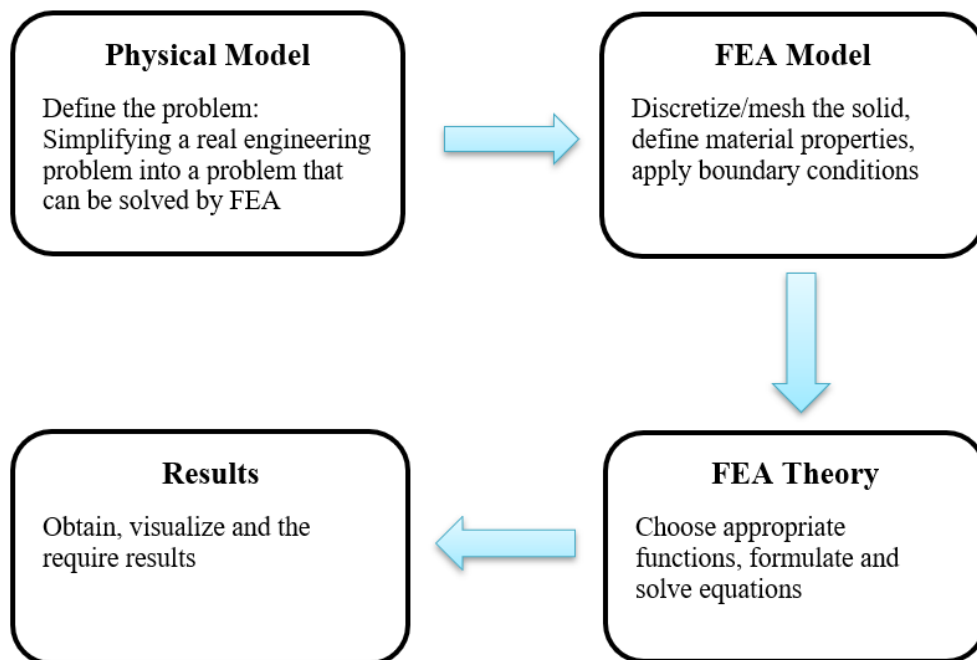 Physical Model
Define the problem:
Simplifying a real engineering
problem into a problem that
can be solved by FEA
FEA Model
Discretize/mesh the solid,
define material properties,
apply boundary conditions
FEA Theory
Choose appropriate
functions, formulate and
solve equations
Results
Obtain, visualize and the
require results